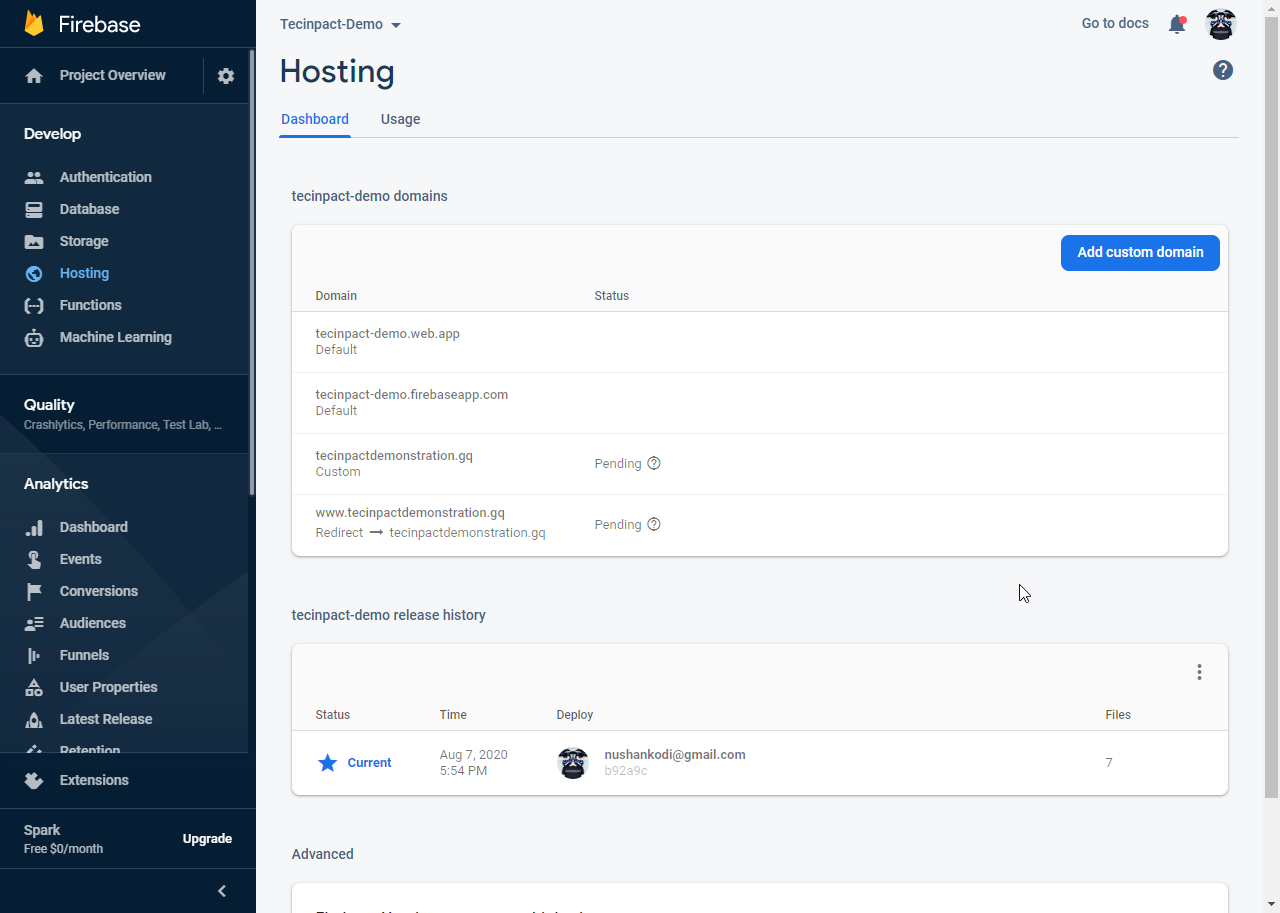 Firebase
Project Overview
Develop
Authentication
Database
Storage
Hosting
Functions
Machine Learning
Quality
Crashlytics, Performance, Test Lab, ...
Analytics
Dashboard
Events
Conversions
Audiences
Funnels
User Properties
Latest Release
Retention
Extensions
Spark
Free $0/month
Upgrade
Tecinpact-Demo
Go to docs
Hosting
Dashboard Usage
tecinpact-demo domains
Add custom domain
Domain Status
tecinpact-demo.web.app
Default
tecinpact-demo.firebaseapp.com
Default
tecinpactdemonstration.gq
Custom
Pending
www.tecinpactdemonstration.gq
Redirect → tecinpactdemonstration.gq
Pending
tecinpact-demo release history
Status Time Deploy Files
Current
Aug 7, 2020
5:54 PM
nushankodi@gmail.com
b92a9c
7
Advanced